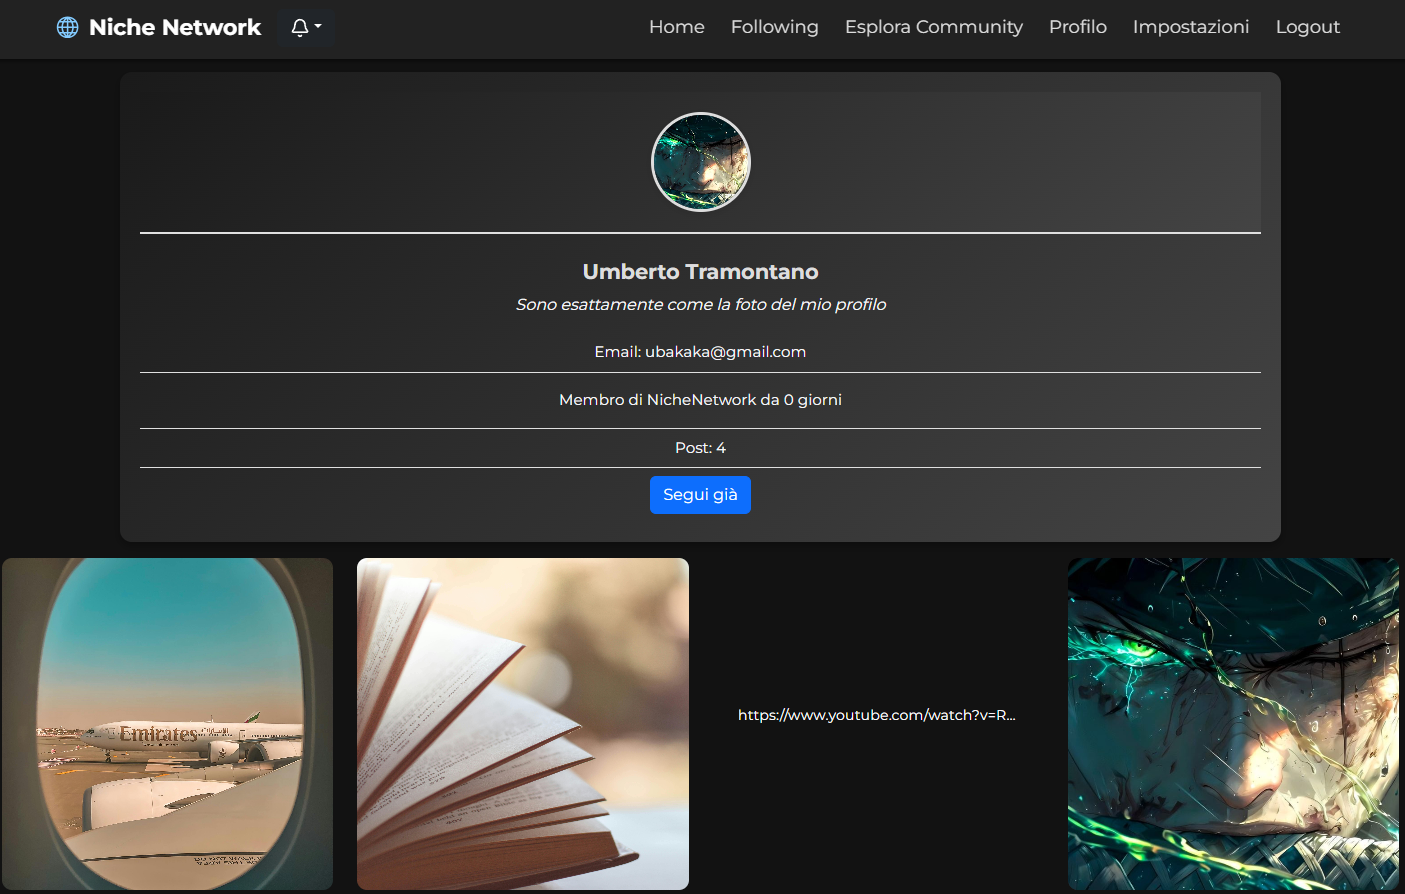 Niche Network
Home Following Esplora Community Profilo Impostazioni Logout
Umberto Tramontano
Sono esattamente come la foto del mio profilo
Email: ubakaka@gmail.com
Membro di NicheNetwork da 0 giorni
Post: 4
Segui già
Emirates
https://www.youtube.com/watch?v=R...